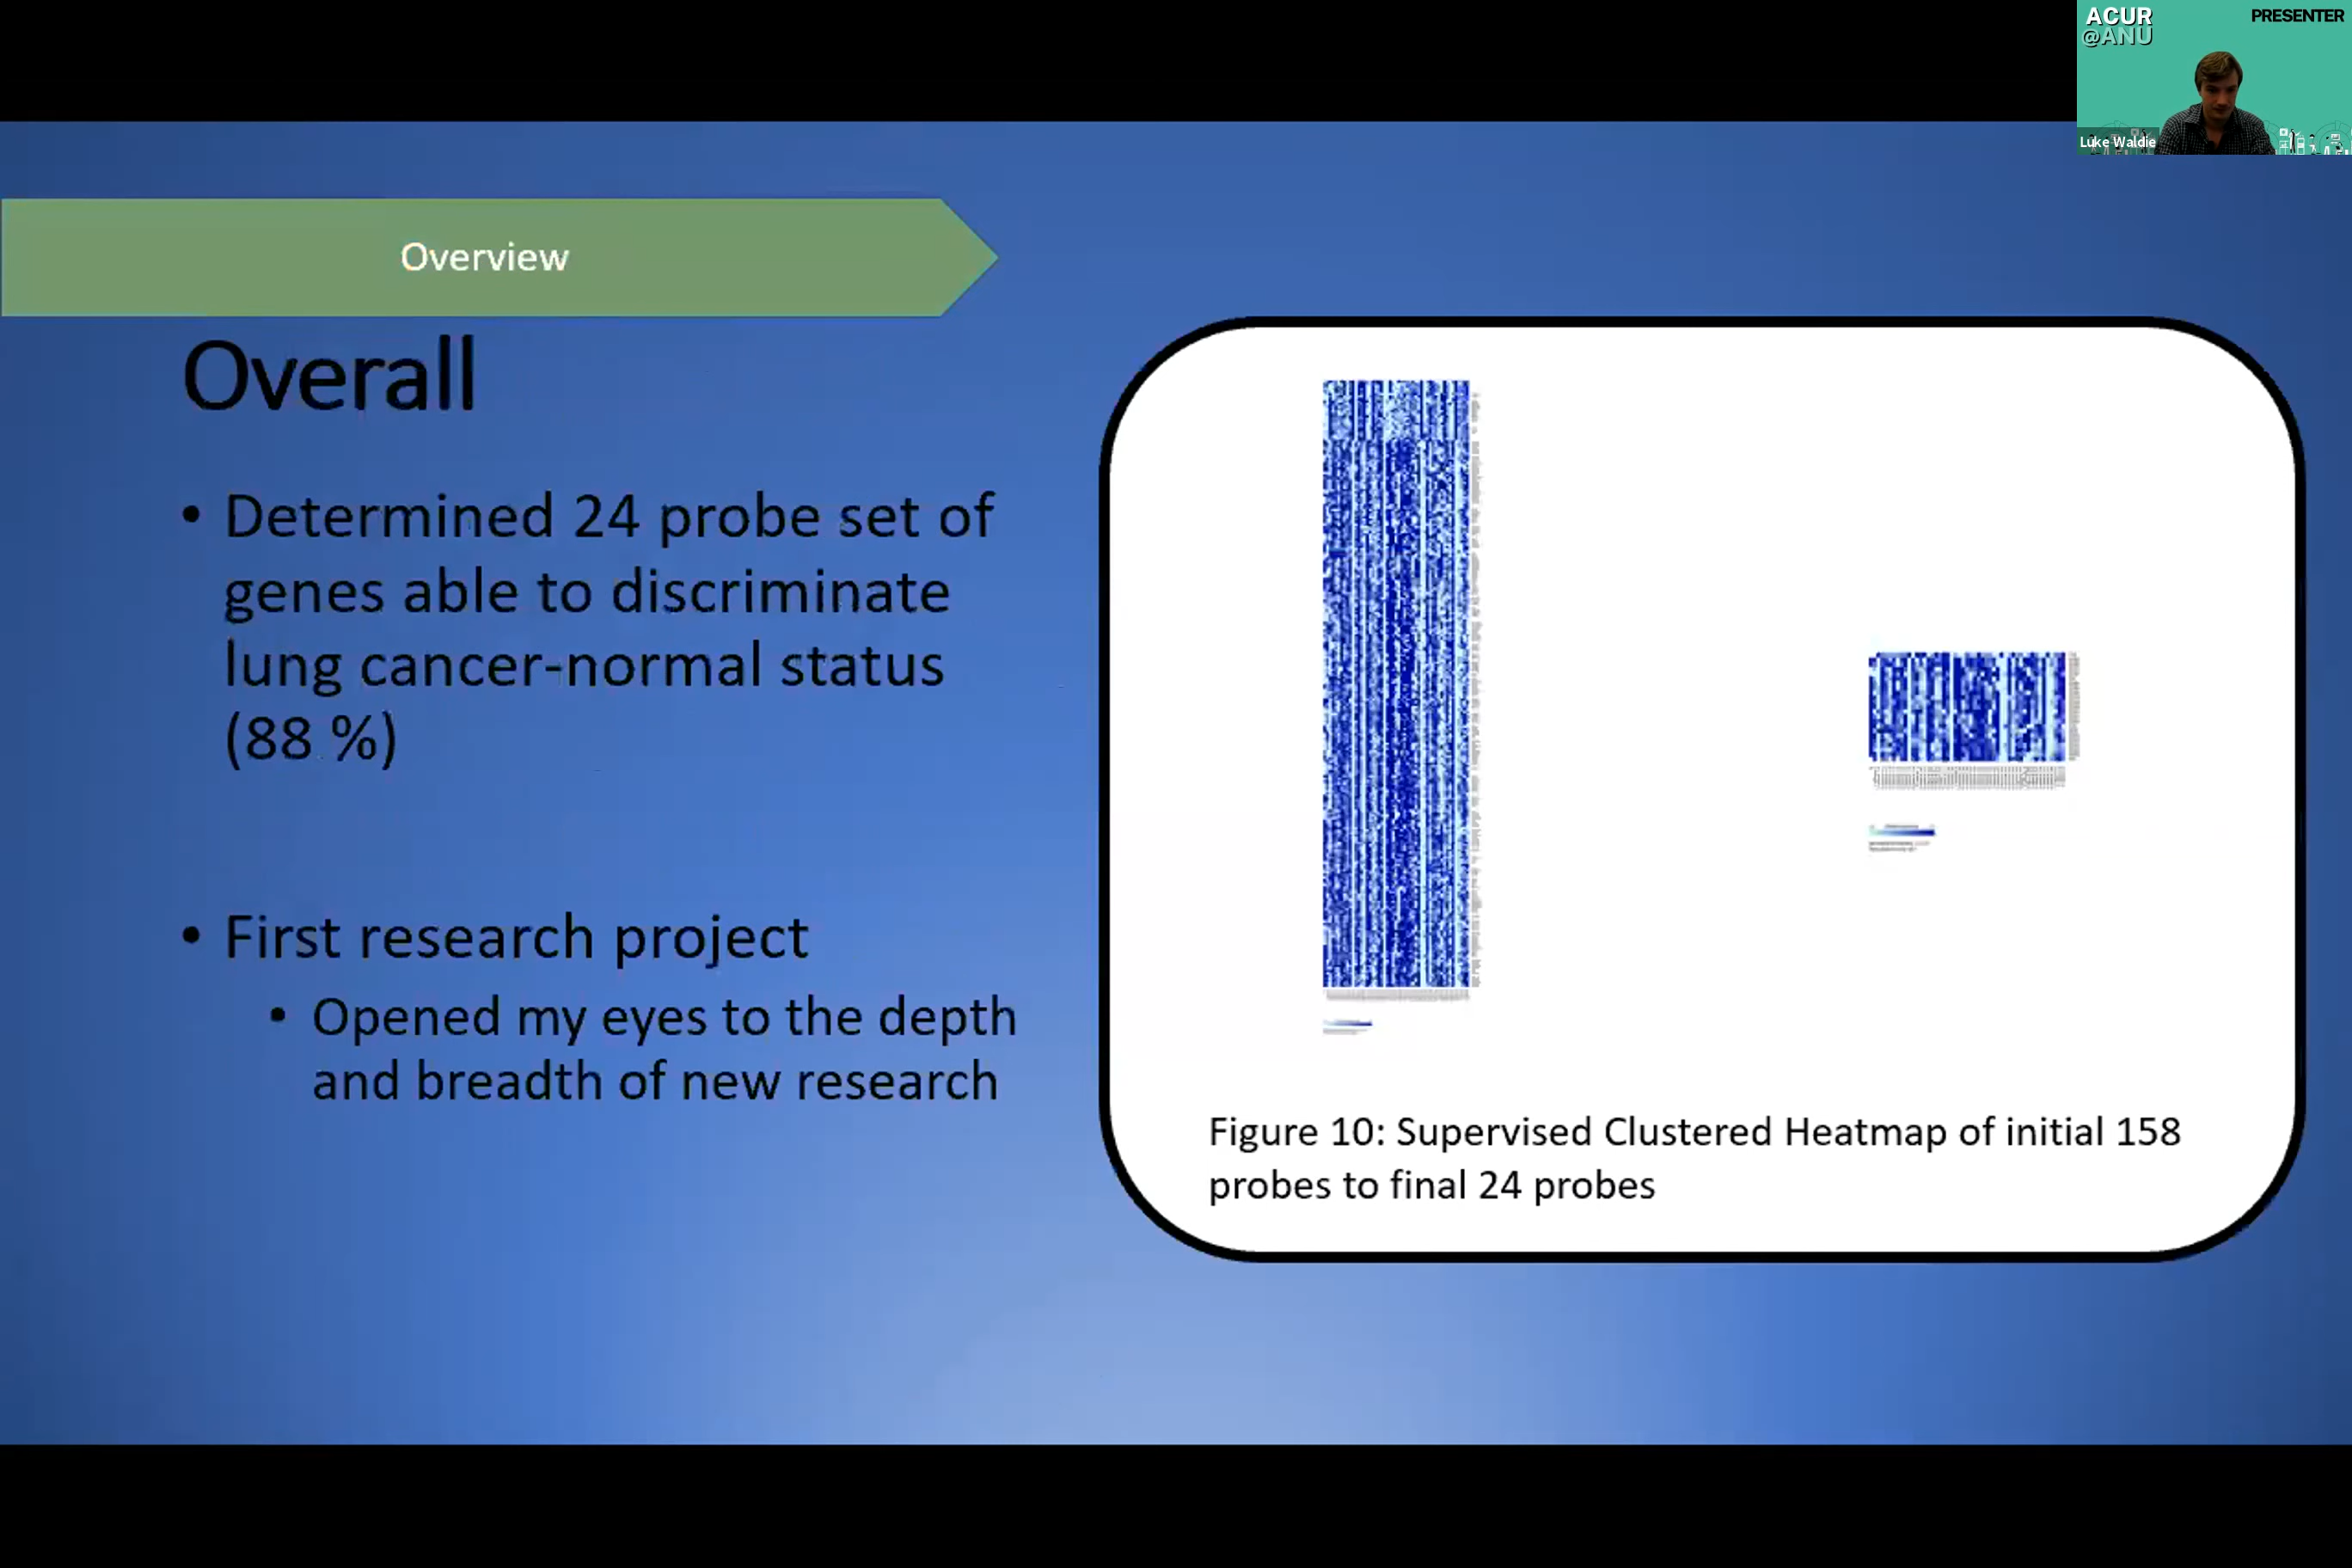 ACUR
@ANU
PRESENTER
Luke Waldie
Overview
Overall
• Determined 24 probe set of
genes able to discriminate
lung cancer-normal status
(88 %)
• First research project
• Opened my eyes to the depth
and breadth of new research
Figure 10: Supervised Clustered Heatmap of initial 158
probes to final 24 probes